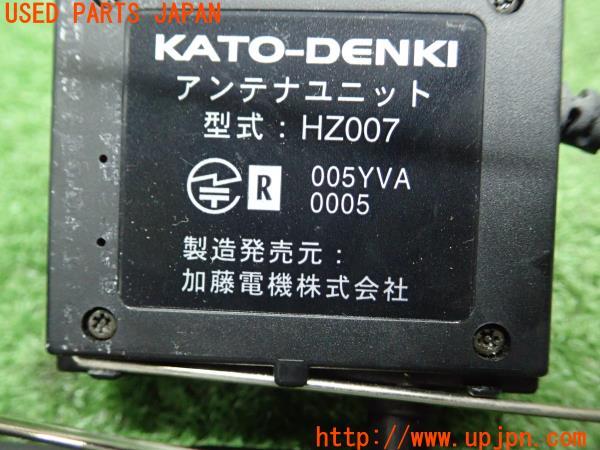 USED PARTS JAPAN
KATO-DENKI
アンテナユニット
型式：HZ007
R 005YVA
0005
製造発売元：
加藤電機株式会社
http://www.upjpn.com